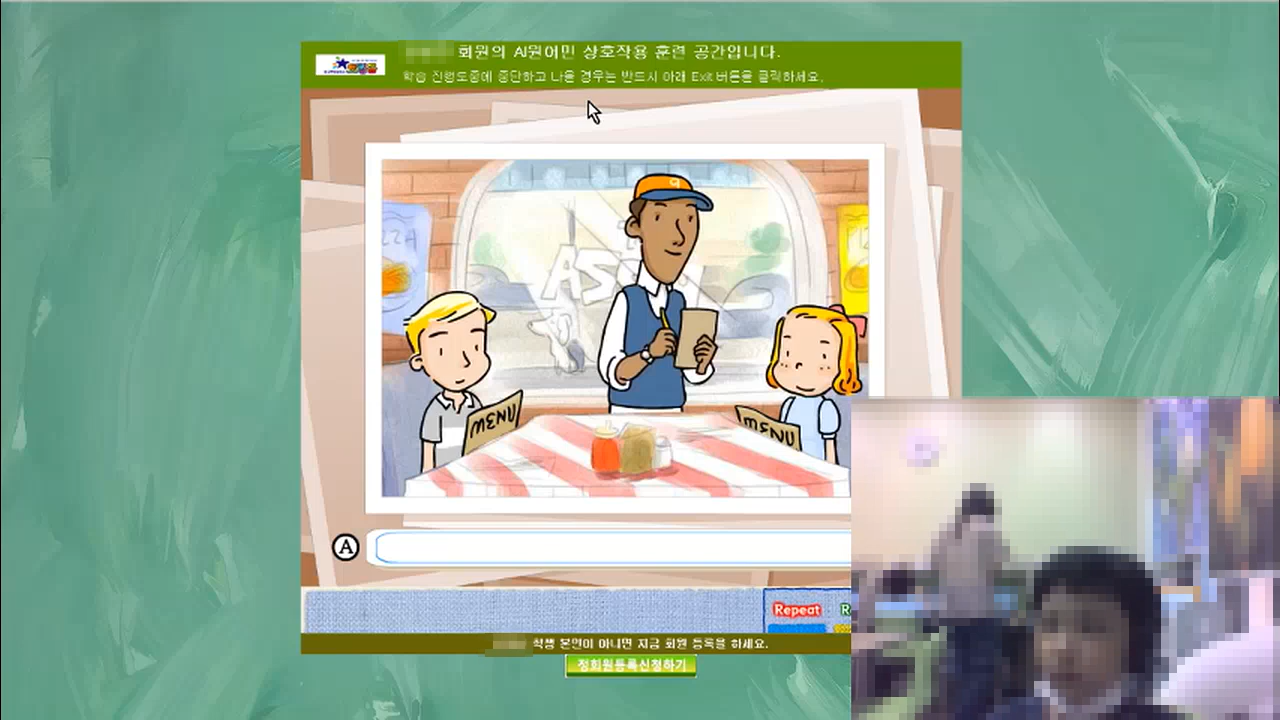 회원의 AI원어민 상호작용 훈련 공간입니다.
학습 진행도중에 중단하고 나올 경우는 반드시 아래 Exit 버튼을 클릭하세요.
ZZA
ASK
MENU
MENU
A
Repeat
R
학생 본인이 아니면 지금 회원 등록을 하세요.
정회원등록신청하기